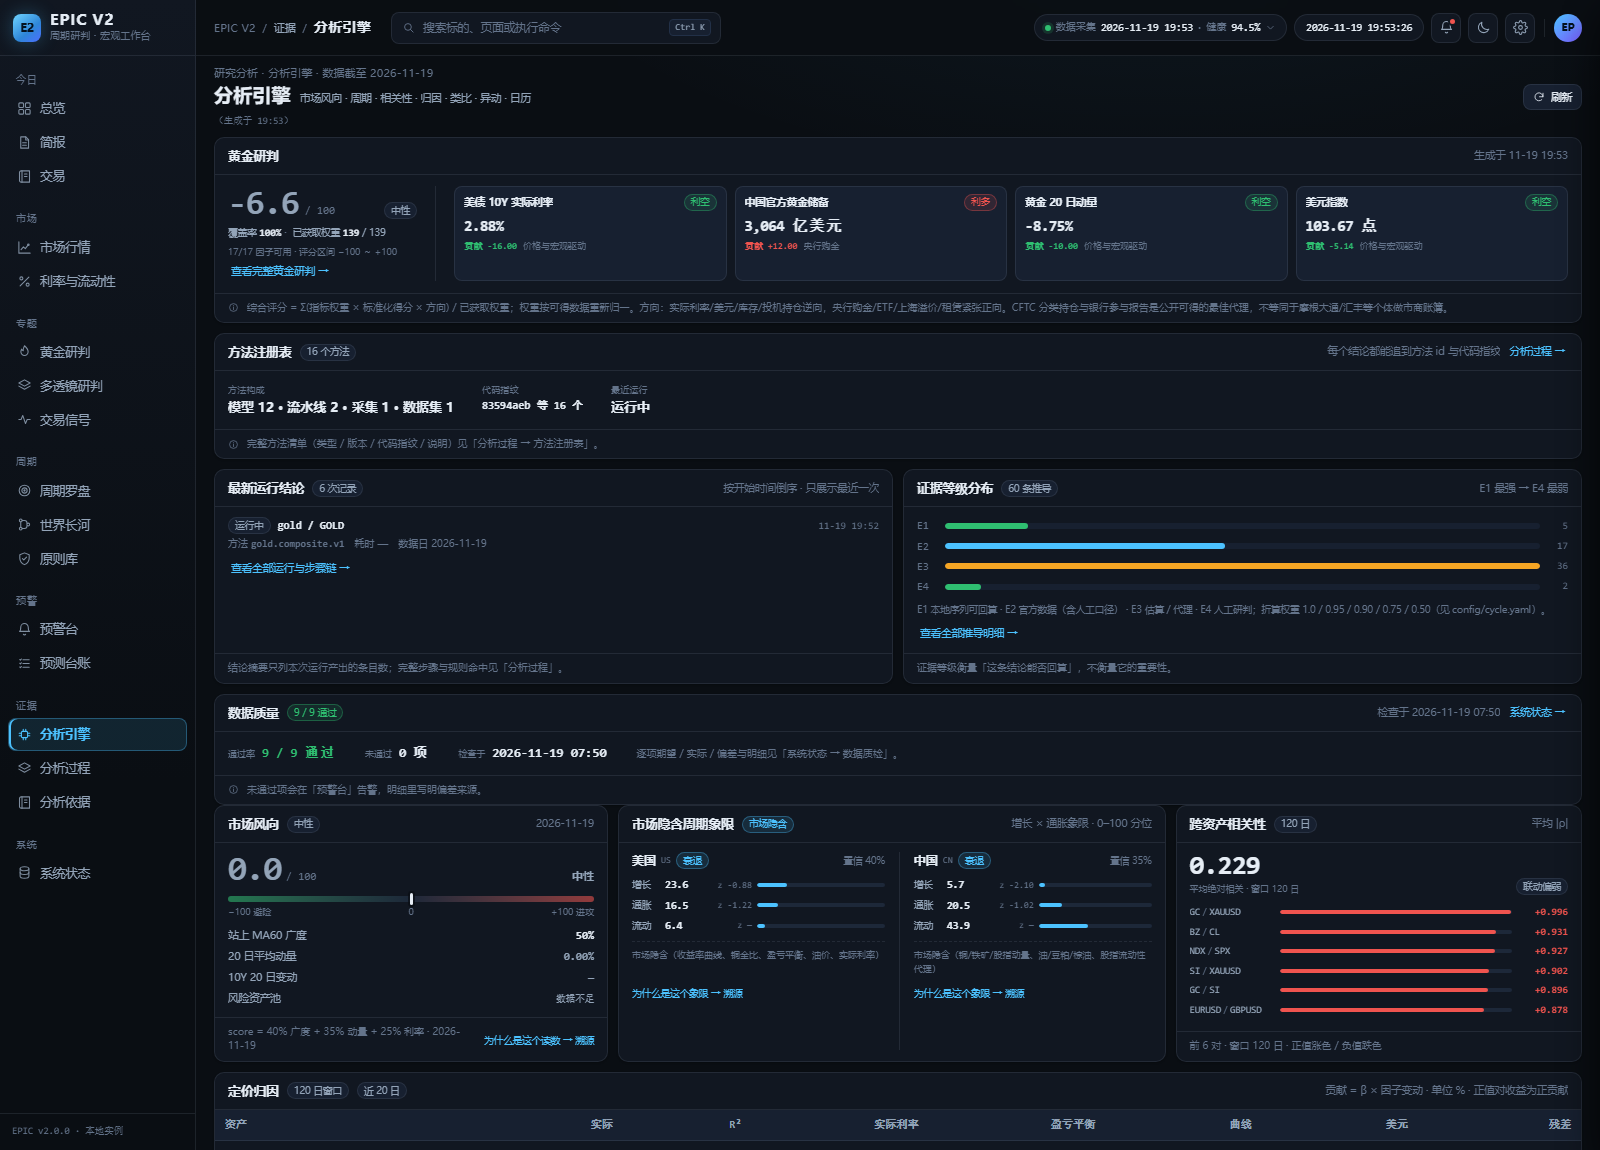 E2
EPIC V2
周期研判 · 宏观工作台
EPIC V2 / 证据 / 分析引擎
搜索标的、页面或执行命令
Ctrl K
数据采集 2026-11-19 19:53 · 健康 94.5%
2026-11-19 19:53:26
EP
今日
总览
简报
交易
市场
市场行情
利率与流动性
专题
黄金研判
多透镜研判
交易信号
周期
周期罗盘
世界长河
原则库
预警
预警台
预测台账
证据
分析引擎
分析过程
分析依据
系统
系统状态
EPIC v2.0.0 · 本地实例
研究分析 · 分析引擎 · 数据截至 2026-11-19
分析引擎 市场风向 · 周期 · 相关性 · 归因 · 类比 · 异动 · 日历
（生成于 19:53）
刷新
黄金研判
生成于 11-19 19:53
-6.6 / 100
中性
覆盖率 100% · 已获取权重 139 / 139
17/17 因子可用 · 评分区间 −100 ~ +100
查看完整黄金研判 →
美债 10Y 实际利率
利空
2.88%
贡献 -16.00 价格与宏观驱动
中国官方黄金储备
利多
3,064 亿美元
贡献 +12.00 央行购金
黄金 20 日动量
利空
-8.75%
贡献 -10.00 价格与宏观驱动
美元指数
利空
103.67 点
贡献 -5.14 价格与宏观驱动
综合评分 = Σ(指标权重 × 标准化得分 × 方向) / 已获取权重；权重按可得数据重新归一。方向：实际利率/美元/库存/投机持仓逆向，央行购金/ETF/上海溢价/租赁紧张正向。CFTC 分类持仓与银行参与报告是公开可得的最佳代理，不等同于摩根大通/汇丰等个体做市商账簿。
方法注册表
16 个方法
每个结论都能追到方法 id 与代码指纹
分析过程 →
方法构成
模型 12 • 流水线 2 • 采集 1 • 数据集 1
代码指纹
83594aeb 等 16 个
最近运行
运行中
完整方法清单（类型 / 版本 / 代码指纹 / 说明）见「分析过程 → 方法注册表」。
最新运行结论
6 次记录
按开始时间倒序 · 只展示最近一次
运行中 gold / GOLD
11-19 19:52
方法 gold.composite.v1 耗时 — 数据日 2026-11-19
查看全部运行与步骤链 →
结论摘要只列本次运行产出的条目数；完整步骤与规则命中见「分析过程」。
证据等级分布
60 条推导
E1 最强 → E4 最弱
E1 5
E2 17
E3 36
E4 2
E1 本地序列可回算 · E2 官方数据（含人工口径） · E3 估算 / 代理 · E4 人工研判；折算权重 1.0 / 0.95 / 0.90 / 0.75 / 0.50（见 config/cycle.yaml）。
查看全部推导明细 →
证据等级衡量「这条结论能否回算」，不衡量它的重要性。
数据质量
9 / 9 通过
检查于 2026-11-19 07:50
系统状态 →
通过率 9 / 9 通过
未通过 0 项
检查于 2026-11-19 07:50
逐项期望 / 实际 / 偏差与明细见「系统状态 → 数据质检」。
未通过项会在「预警台」告警，明细里写明偏差来源。
市场风向
中性
2026-11-19
0.0 / 100
中性
−100 避险
0
+100 进攻
站上 MA60 广度 50%
20 日平均动量 0.00%
10Y 20 日变动 —
风险资产池 数据不足
score = 40% 广度 + 35% 动量 + 25% 利率 · 2026-
11-19
为什么是这个读数 → 溯源
市场隐含周期象限
市场隐含
增长 × 通胀象限 · 0–100 分位
美国 US 衰退 置信 40%
增长 23.6 z -0.88
通胀 16.5 z -1.22
流动 6.4 z —
市场隐含（收益率曲线、铜金比、盈亏平衡、油价、实际利率）
为什么是这个象限 → 溯源
中国 CN 衰退 置信 35%
增长 5.7 z -2.10
通胀 20.5 z -1.02
流动 43.9 z —
市场隐含（铜/铁矿/股指动量、油/豆粕/棕油、股指流动性
代理）
为什么是这个象限 → 溯源
跨资产相关性
120 日
平均 |ρ|
0.229
平均绝对相关 · 窗口 120 日
联动偏弱
GC / XAUUSD +0.996
BZ / CL +0.931
NDX / SPX +0.927
SI / XAUUSD +0.902
GC / SI +0.896
EURUSD / GBPUSD +0.878
前 6 对 · 窗口 120 日 · 正值涨色 / 负值跌色
定价归因
120 日窗口
近 20 日
贡献 = β × 因子变动 · 单位 % · 正值对收益为正贡献
资产 实际 R² 实际利率 盈亏平衡 曲线 美元 残差